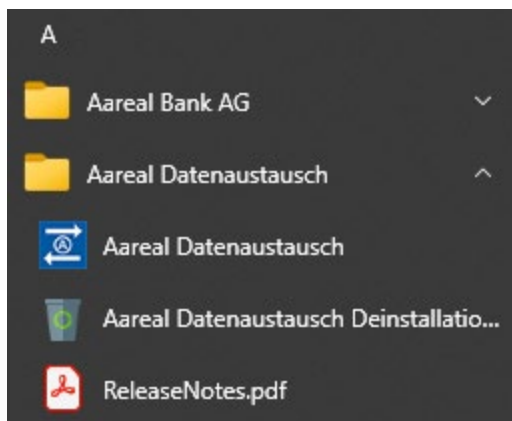 A
Aareal Bank AG
Aareal Datenaustausch
Aareal Datenaustausch
Aareal Datenaustausch Deinstallatio...
ReleaseNotes.pdf